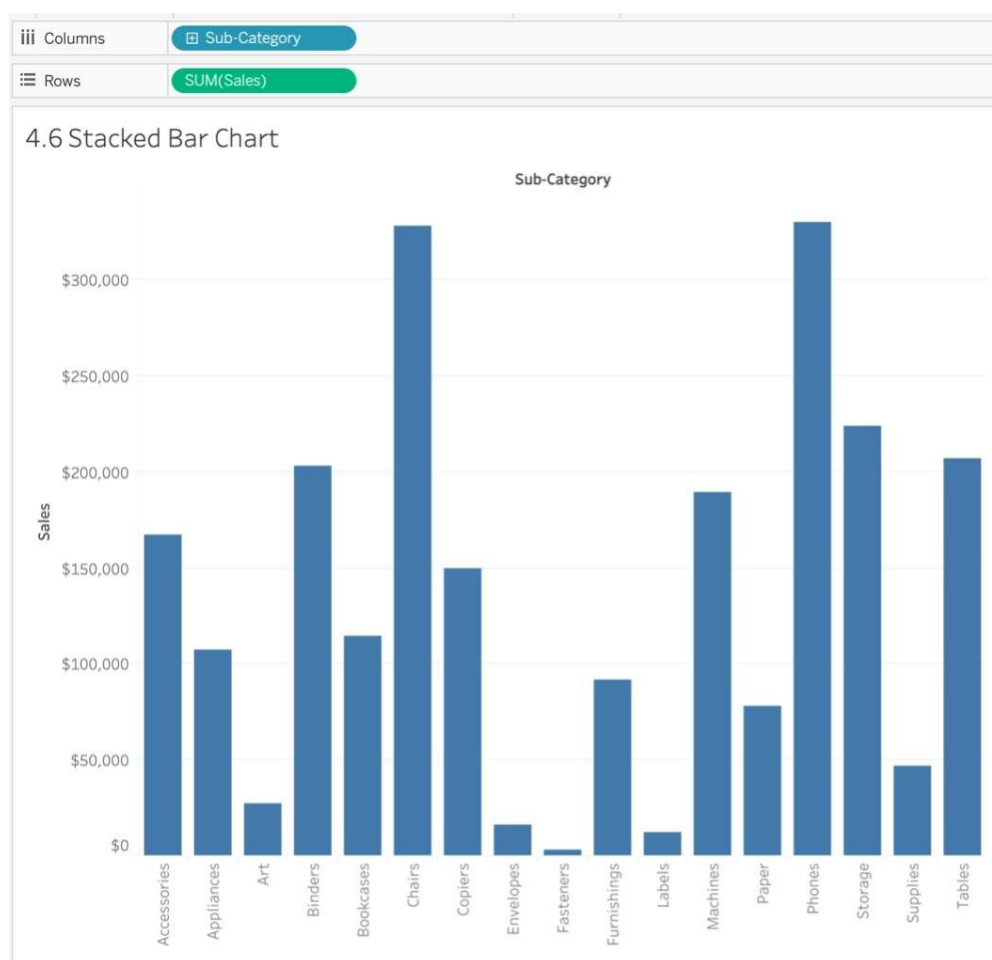 Columns
Sub-Category
Rows
SUM(Sales)
4.6 Stacked Bar Chart
Sub-Category
$300,000
$250,000
$200,000
$150,000
$100,000
$50,000
$0
Sales
Accessories
Appliances
Art
Binders
Bookcases
Chairs
Copiers
Envelopes
Fasteners
Furnishings
Labels
Machines
Paper
Phones
Storage
Supplies
Tables